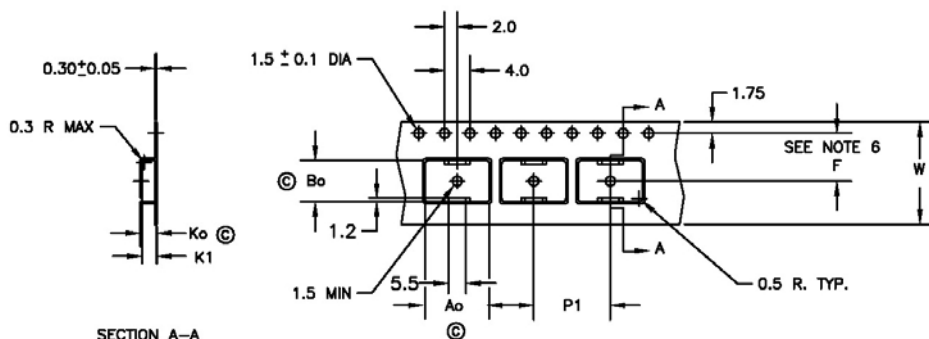 2.0
1.5 ± 0.1 DIA
0.30±0.05
4.0
A
1.75
0.3 R MAX
SEE NOTE 6
F
W
Ⓒ Bo
1.2
Ko Ⓒ
K1
A
1.5 MIN
5.5
0.5 R. TYP.
Ao
P1
Ⓒ
SECTION A-A